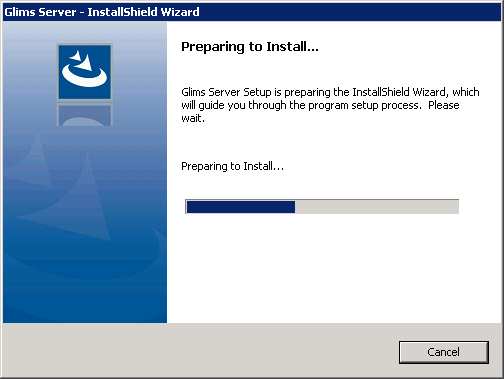 Glims Server - InstallShield Wizard
Preparing to Install...
Glims Server Setup is preparing the InstallShield Wizard, which
will guide you through the program setup process.  Please
wait.
Preparing to Install...
Cancel